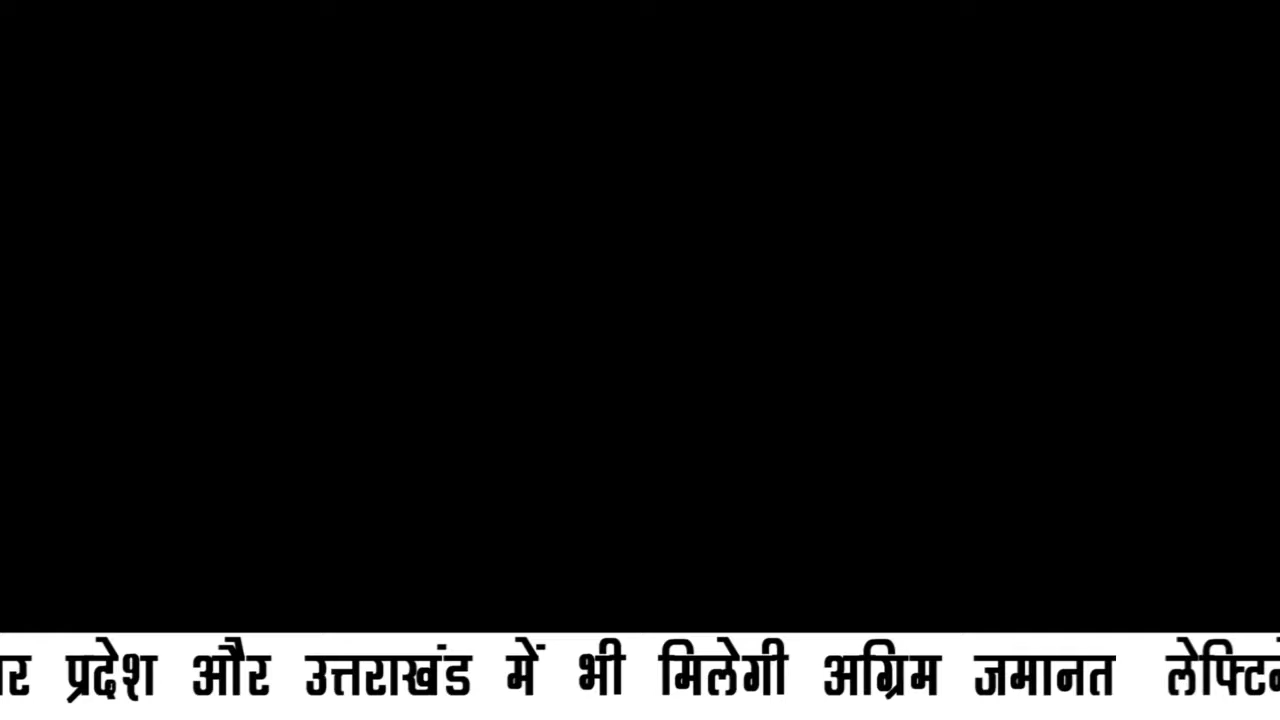 प्रदेश और उत्तराखंड में भी मिलेगी अग्रिम जमानत